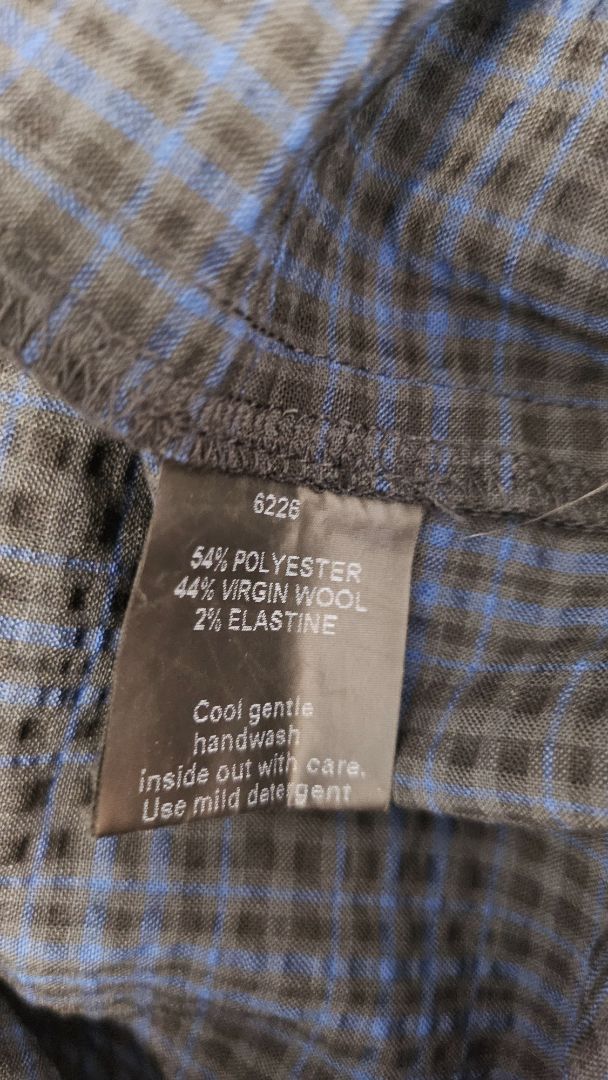 6226
54% POLYESTER
44% VIRGIN WOOL
2% ELASTINE
Cool gentle
handwash
inside out with care.
Use mild detergent